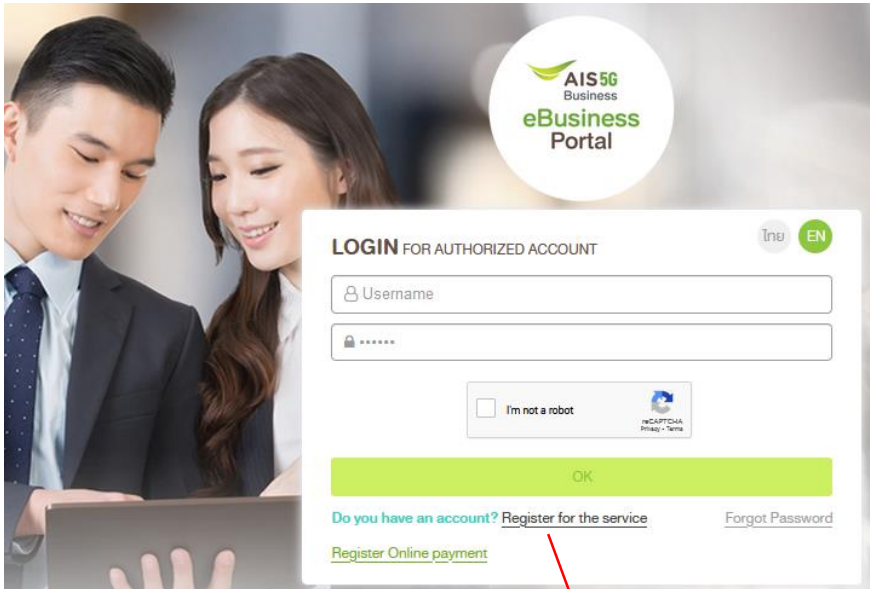 AIS 5G
Business
eBusiness
Portal
LOGIN FOR AUTHORIZED ACCOUNT
ไทย EN
Username
••••••
I'm not a robot
reCAPTCHA
Privacy - Terms
OK
Do you have an account? Register for the service
Forgot Password
Register Online payment